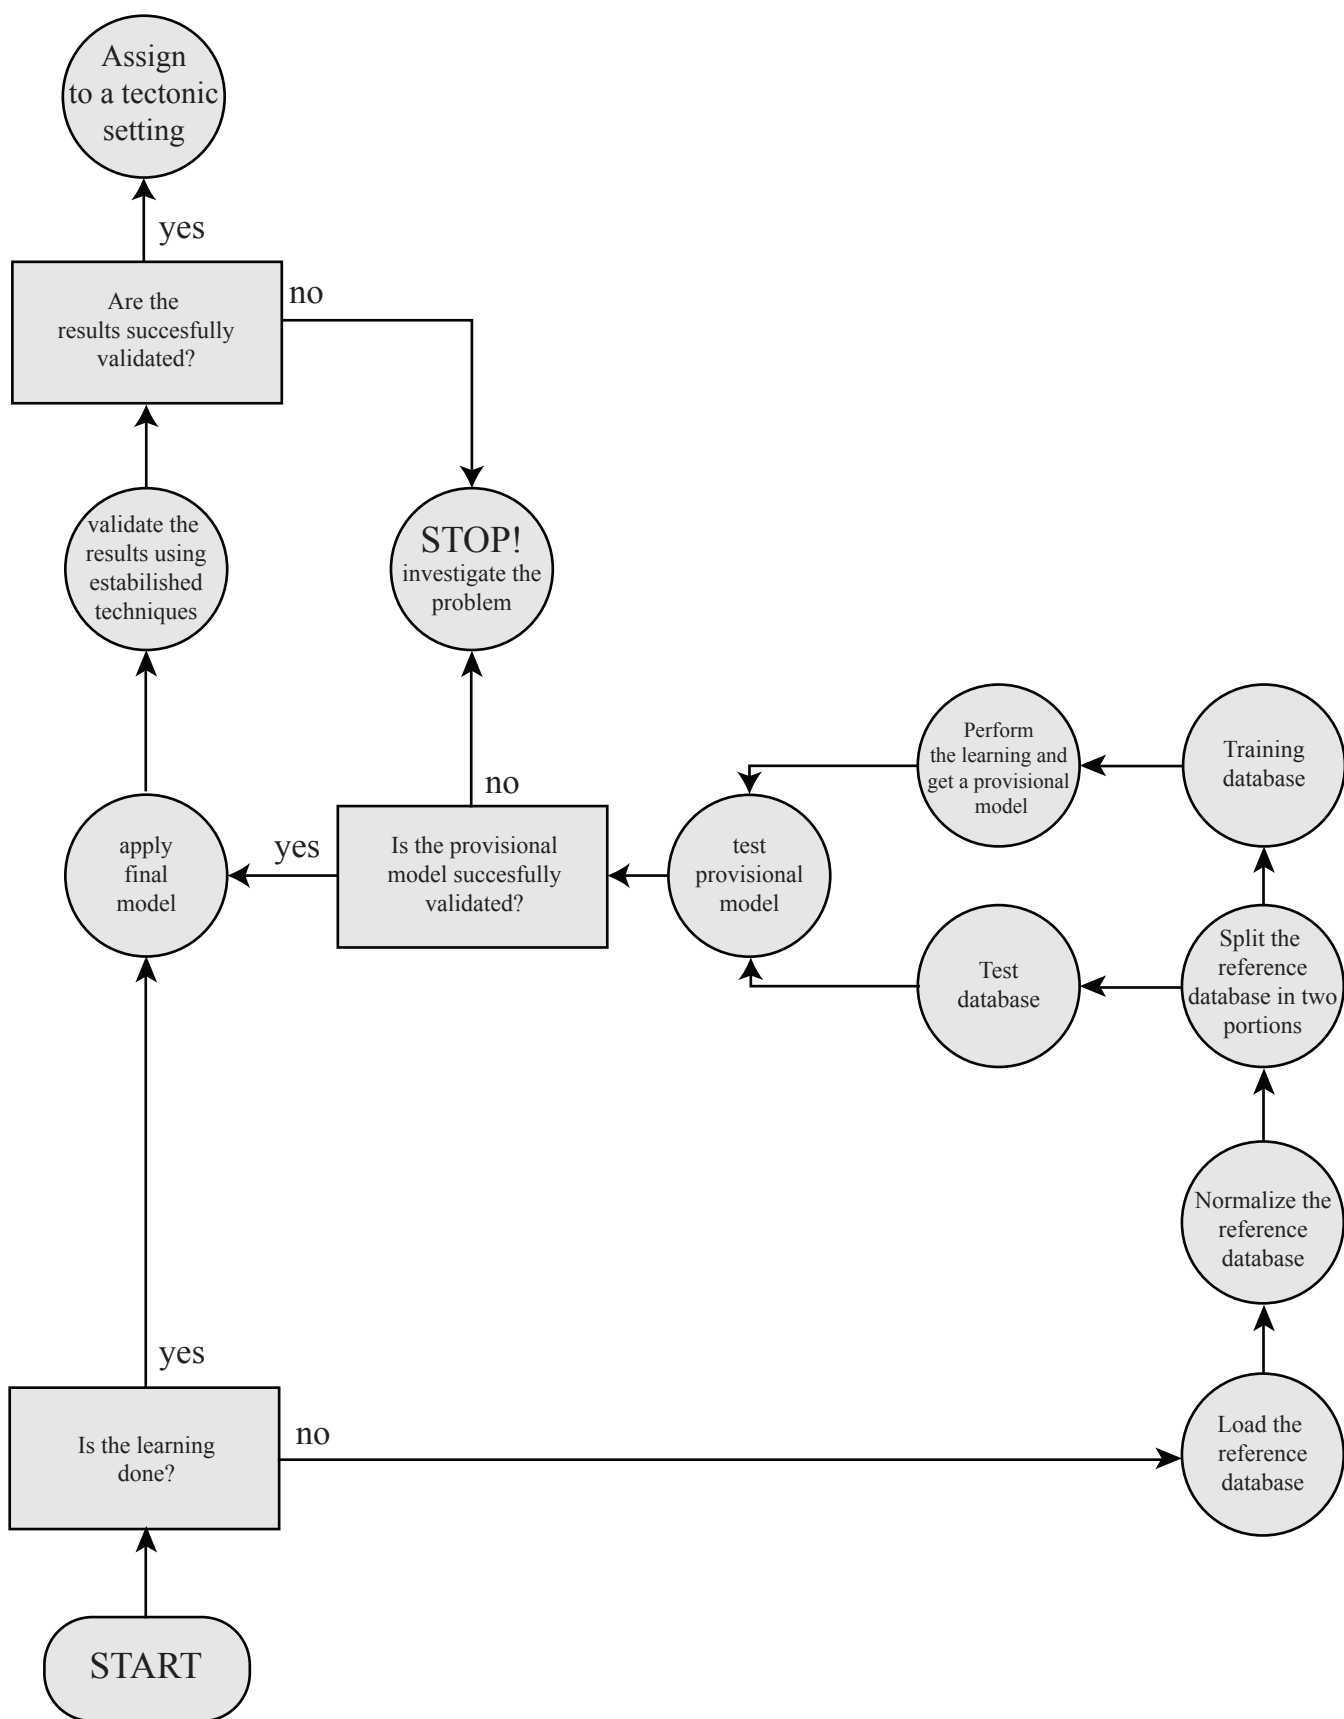 Assign
to a tectonic
setting
yes
Are the
results succesfully
validated?
no
validate the
results using
estabilished
techniques
STOP!
investigate the
problem
no
Perform
the learning and
get a provisional
model
Training
database
apply
final
model
yes
Is the provisional
model succesfully
validated?
test
provisional
model
Test
database
Split the
reference
database in two
portions
Normalize the
reference
database
yes
Is the learning
done?
no
Load the
reference
database
START